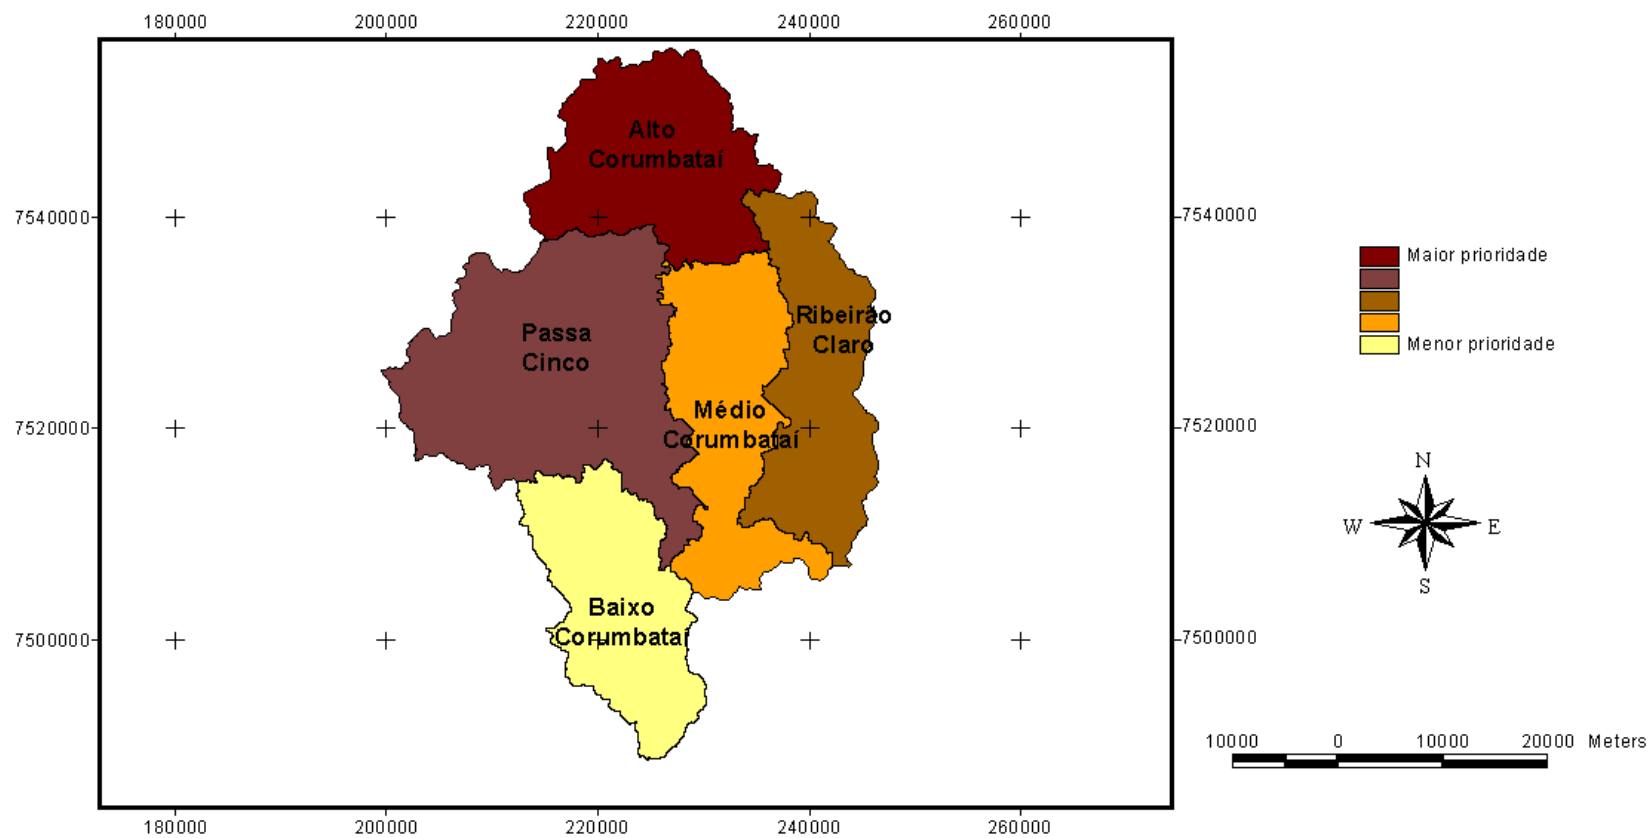 180000 200000 220000 240000 260000
Alto
Corumbataí
7540000 7540000
Maior prioridade
Passa
Cinco
Ribeirão
Claro
Menor prioridade
Médio
Corumbataí
7520000 7520000
N
W E
S
Baixo
Corumbataí
7500000 7500000
10000 0 10000 20000 Meters
180000 200000 220000 240000 260000